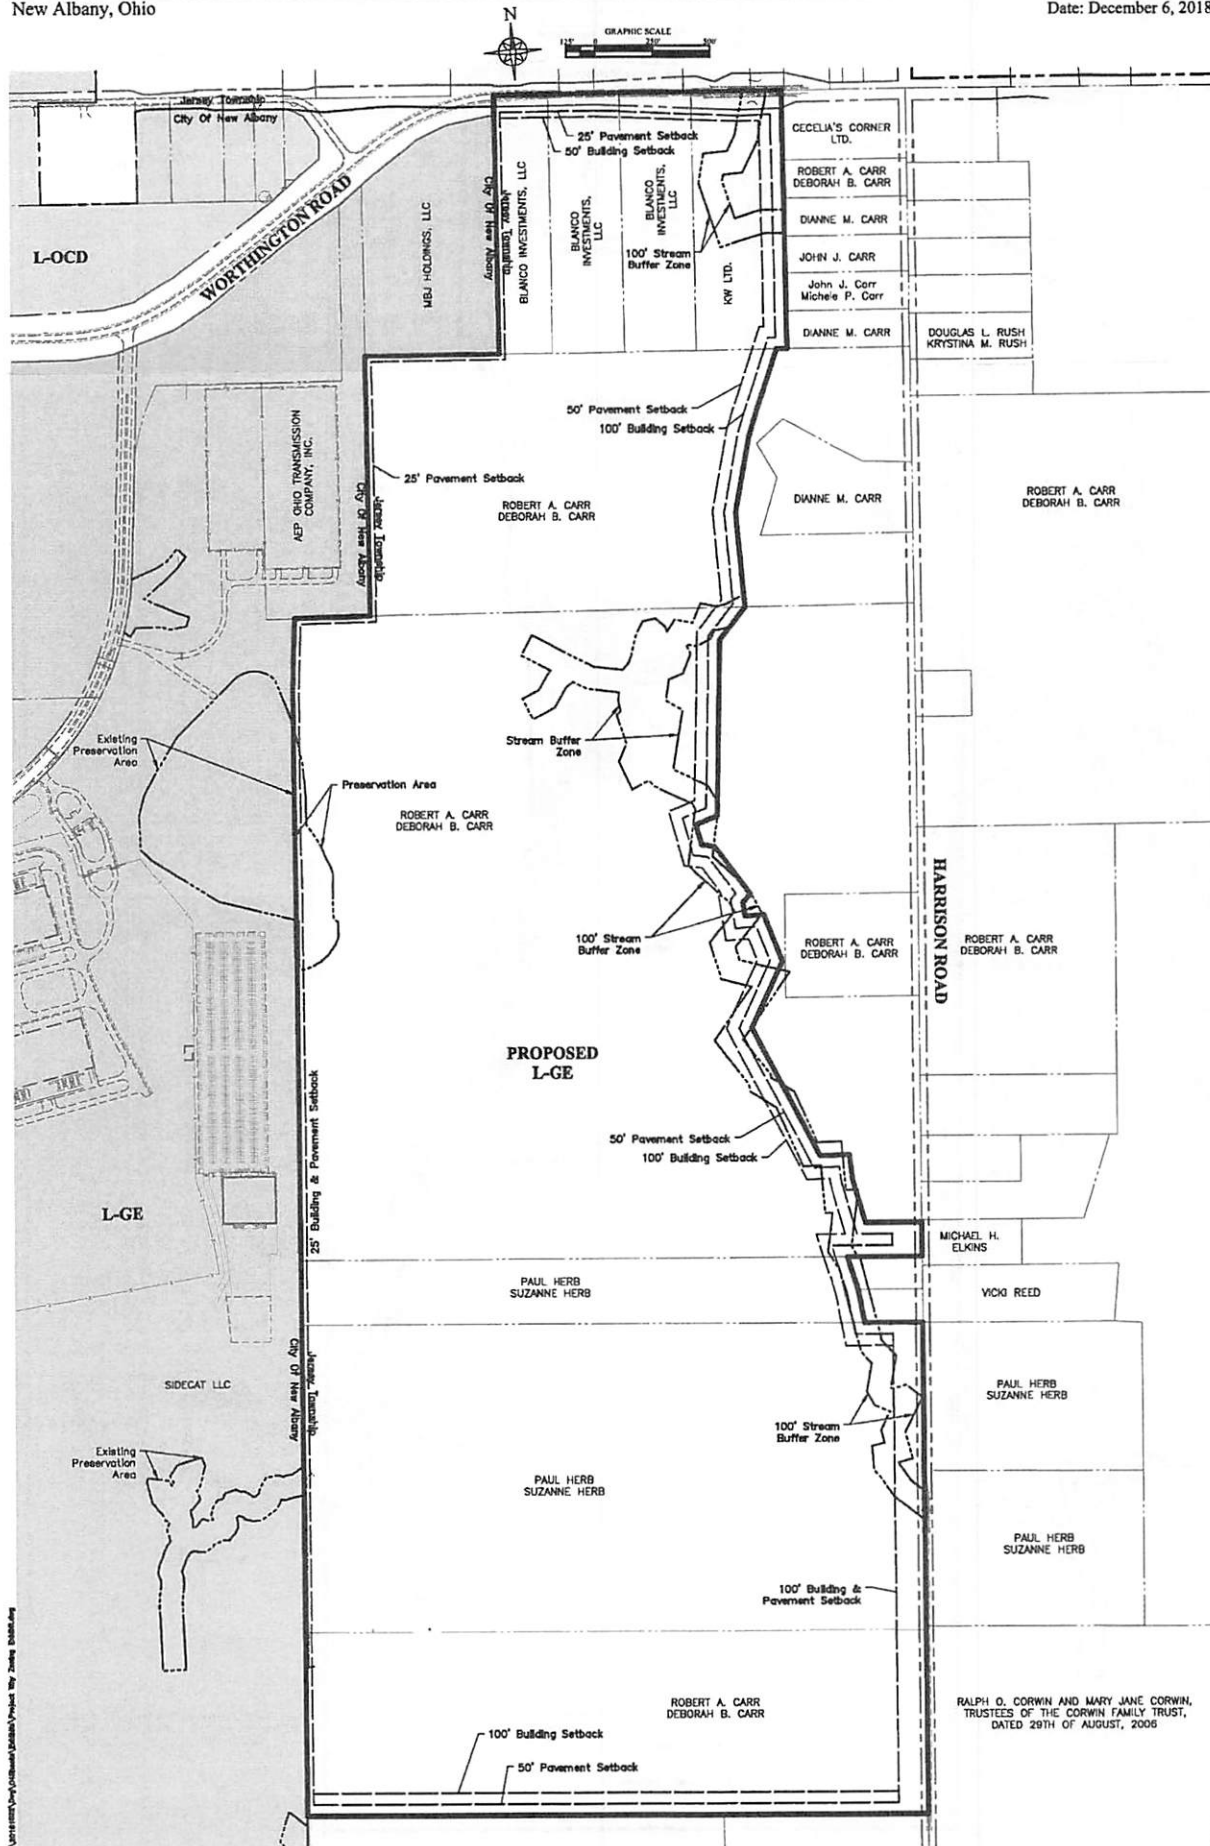 New Albany, Ohio
Date: December 6, 2018
N
GRAPHIC SCALE
125' 0 250' 500'
Jersey Township
City Of New Albany
25' Pavement Setback
50' Building Setback
CECELIA'S CORNER
LTD.
ROBERT A. CARR
DEBORAH B. CARR
DIANNE M. CARR
JOHN J. CARR
John J. Carr
Michele P. Carr
DIANNE M. CARR
DOUGLAS L. RUSH
KRYSTINA M. RUSH
L-OCD
WORTHINGTON ROAD
MBJ HOLDINGS, LLC
City Of New Albany
Jersey Township
BLANCO INVESTMENTS, LLC
BLANCO
INVESTMENTS,
LLC
BLANCO
INVESTMENTS,
LLC
100' Stream
Buffer Zone
KW LTD.
50' Pavement Setback
100' Building Setback
AEP OHIO TRANSMISSION
COMPANY, INC.
25' Pavement Setback
City Of New Albany
Jersey Township
ROBERT A. CARR
DEBORAH B. CARR
DIANNE M. CARR
ROBERT A. CARR
DEBORAH B. CARR
Existing
Preservation
Area
Stream Buffer
Zone
Preservation Area
ROBERT A. CARR
DEBORAH B. CARR
HARRISON ROAD
100' Stream
Buffer Zone
ROBERT A. CARR
DEBORAH B. CARR
ROBERT A. CARR
DEBORAH B. CARR
PROPOSED
L-GE
25' Building & Pavement Setback
50' Pavement Setback
100' Building Setback
L-GE
MICHAEL H.
ELKINS
PAUL HERB
SUZANNE HERB
VICKI REED
City Of New Albany
Jersey Township
SIDECAT LLC
PAUL HERB
SUZANNE HERB
100' Stream
Buffer Zone
Existing
Preservation
Area
PAUL HERB
SUZANNE HERB
PAUL HERB
SUZANNE HERB
100' Building &
Pavement Setback
ROBERT A. CARR
DEBORAH B. CARR
RALPH O. CORWIN AND MARY JANE CORWIN,
TRUSTEES OF THE CORWIN FAMILY TRUST,
DATED 29TH OF AUGUST, 2006
100' Building Setback
50' Pavement Setback